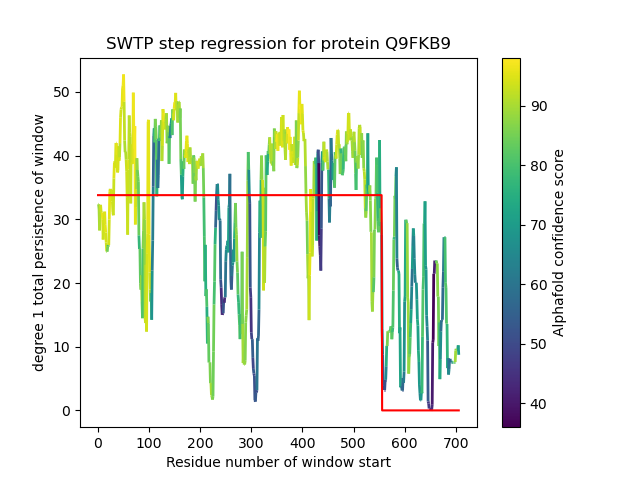 SWTP step regression for protein Q9FKB9
degree 1 total persistence of window
50
40
30
20
10
0
0 100 200 300 400 500 600 700
Residue number of window start
90
80
70
60
50
40
Alphafold confidence score